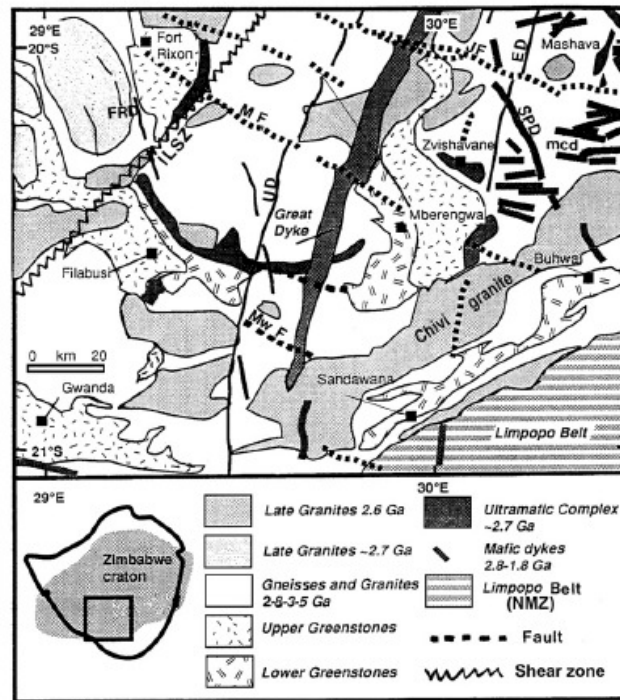 29°E
20°S
30°E
Fort
Rixon
JF
ED
Mashava
FRD
M F
ILSZ
SPD
Zvishavane
mcd
UD
Great
Dyke
Mberengwa
Filabusi
Buhwa
Chivi granite
Mw F
0 km 20
Sandawana
Gwanda
Limpopo Belt
21°S
29°E
30°E
Zimbabwe
craton
Late Granites 2.6 Ga
Late Granites ~2.7 Ga
Gneisses and Granites
2-8-3-5 Ga
Upper Greenstones
Lower Greenstones
Ultramafic Complex
~2.7 Ga
Mafic dykes
2.8-1.8 Ga
Limpopo Belt
(NMZ)
Fault
Shear zone